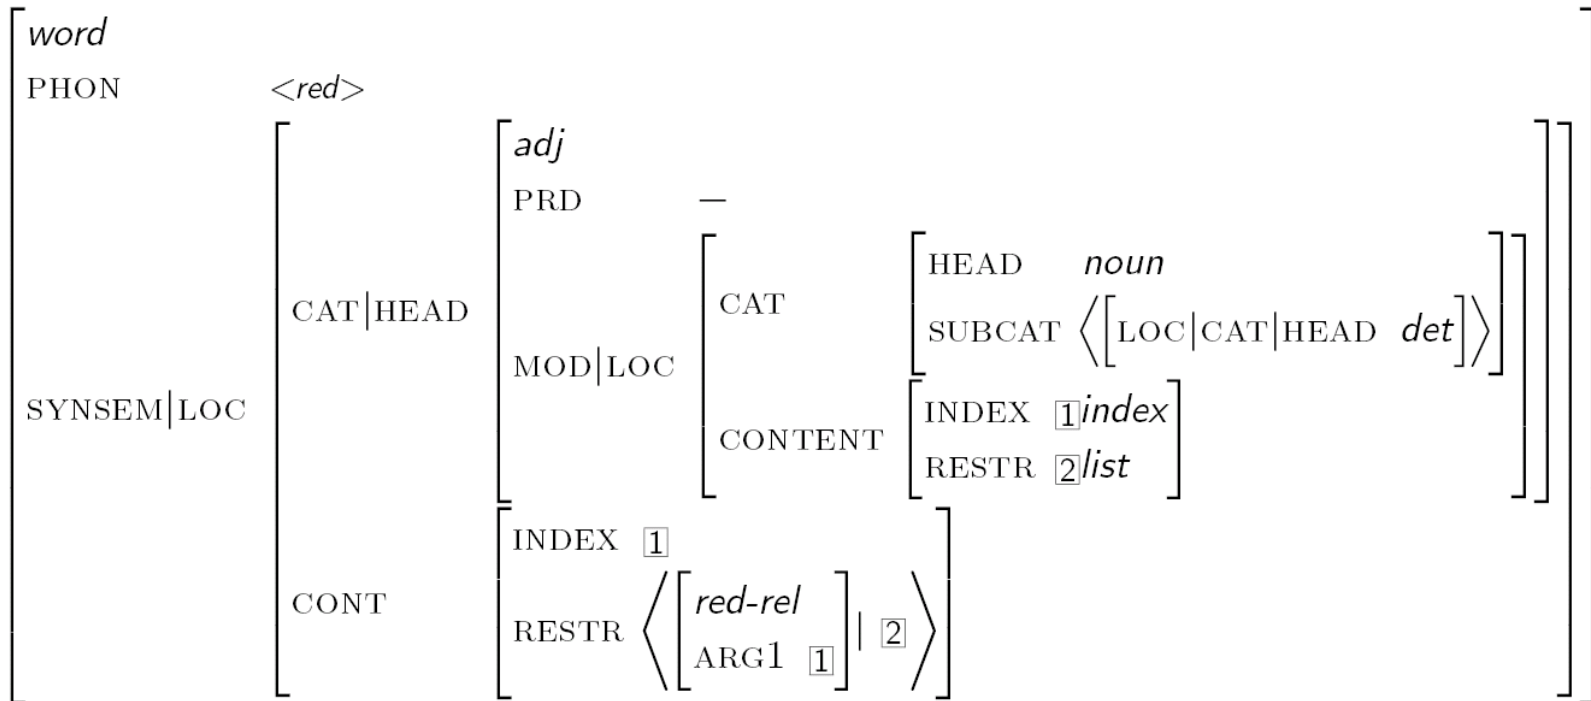 word
PHON <red>
adj
PRD −
HEAD noun
CAT
SUBCAT ⟨[LOC|CAT|HEAD det]⟩
CAT|HEAD
MOD|LOC
SYNSEM|LOC
INDEX 1 index
CONTENT
RESTR 2 list
INDEX 1
CONT
red-rel
RESTR ⟨[ ] | 2⟩
ARG1 1